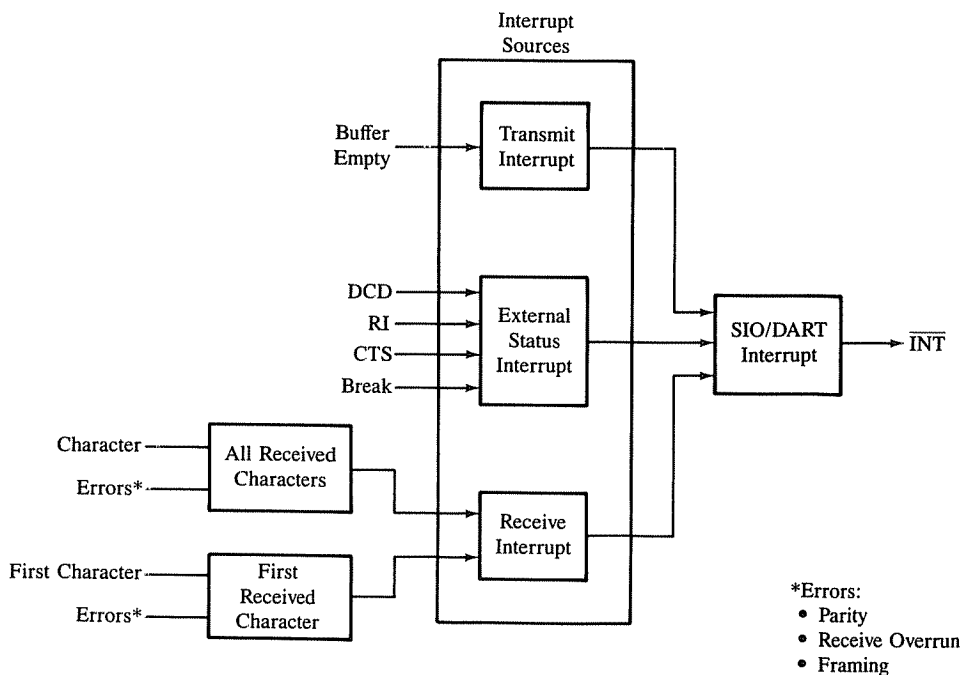 Interrupt
Sources
Buffer
Empty
Transmit
Interrupt
DCD
RI
CTS
Break
External
Status
Interrupt
SIO/DART
Interrupt
INT
Character
Errors*
All Received
Characters
Receive
Interrupt
First Character
Errors*
First
Received
Character
*Errors:
• Parity
• Receive Overrun
• Framing